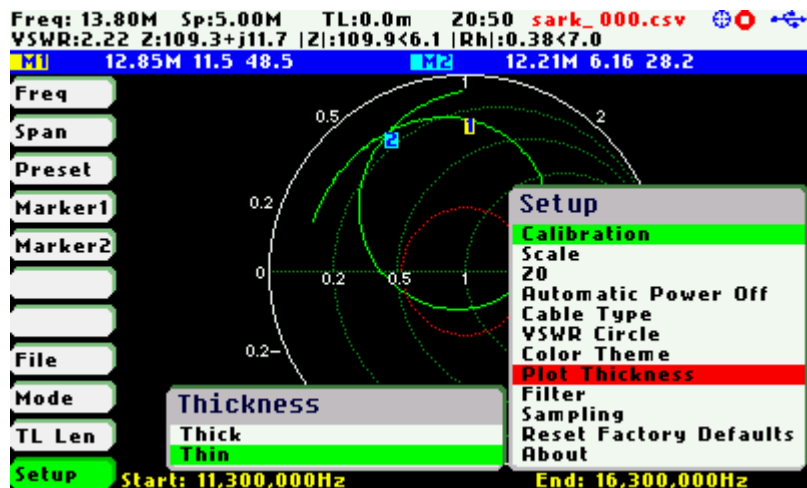 Freq: 13.80M Sp:5.00M TL:0.0m Z0:50 sark_000.csv
VSWR:2.22 Z:109.3+j11.7 |Z|:109.9<6.1 |Rh|:0.38<7.0
M1 12.85M 11.5 48.5 M2 12.21M 6.16 28.2
Freq
Span
Preset
Marker1
Marker2
File
Mode
TL Len
Setup
1
0.5
2
2
1
0.2
0
0.2
0.5
1
0.2
Setup
Calibration
Scale
Z0
Automatic Power Off
Cable Type
VSWR Circle
Color Theme
Plot Thickness
Filter
Sampling
Reset Factory Defaults
About
Thickness
Thick
Thin
Start: 11,300,000Hz End: 16,300,000Hz